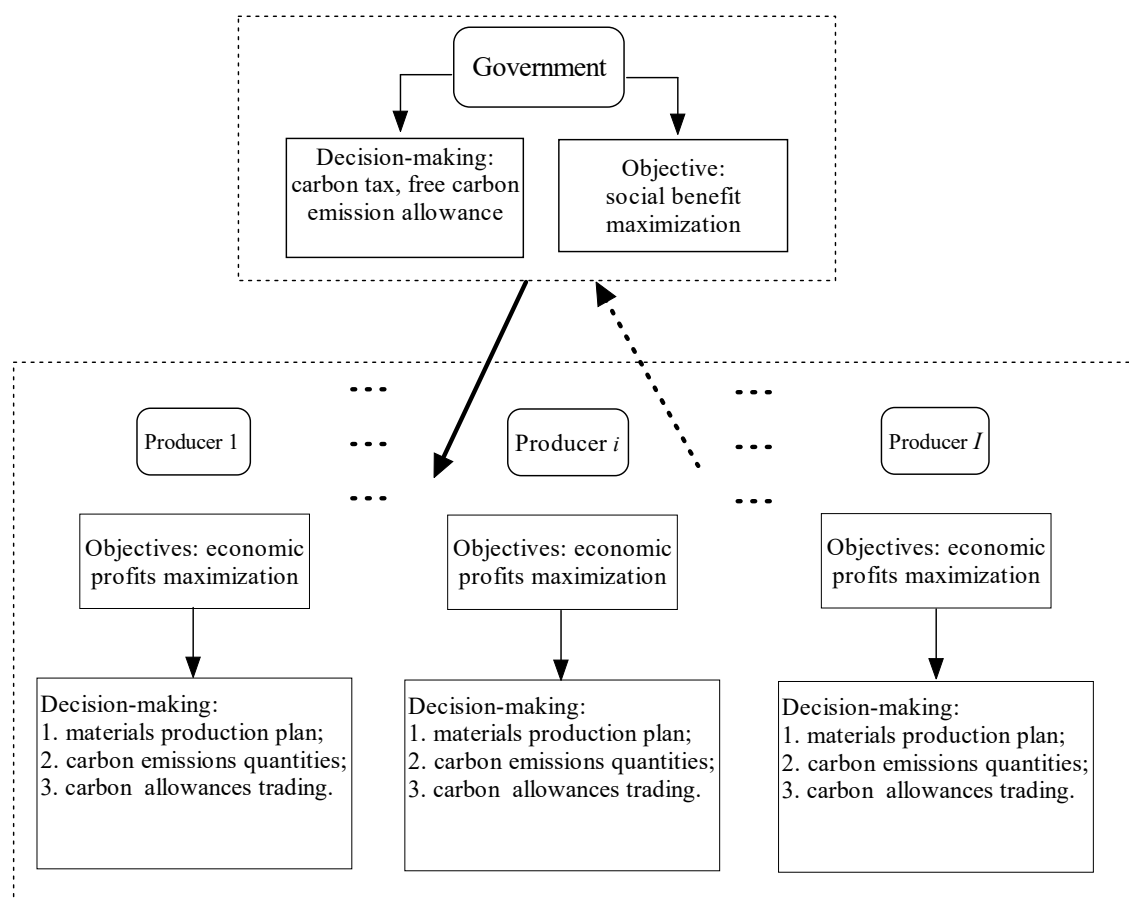 Government
Decision-making:
carbon tax, free carbon
emission allowance
Objective:
social benefit
maximization
Producer 1
Producer i
Producer I
Objectives: economic
profits maximization
Objectives: economic
profits maximization
Objectives: economic
profits maximization
Decision-making:
1. materials production plan;
2. carbon emissions quantities;
3. carbon allowances trading.
Decision-making:
1. materials production plan;
2. carbon emissions quantities;
3. carbon allowances trading.
Decision-making:
1. materials production plan;
2. carbon emissions quantities;
3. carbon allowances trading.